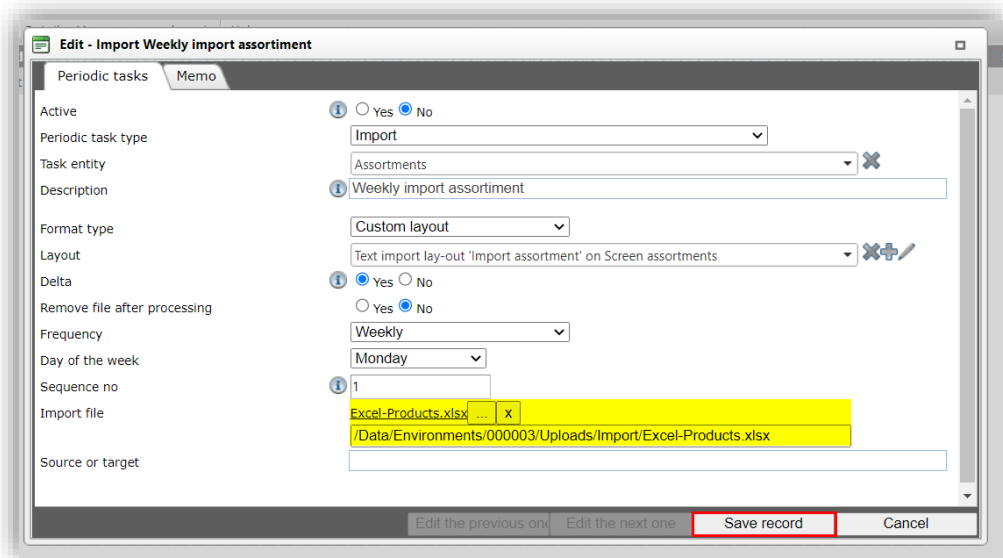 Edit - Import Weekly import assortiment
Periodic tasks Memo
Active Yes No
Periodic task type Import
Task entity Assortments
Description Weekly import assortiment
Format type Custom layout
Layout Text import lay-out 'Import assortment' on Screen assortments
Delta Yes No
Remove file after processing Yes No
Frequency Weekly
Day of the week Monday
Sequence no 1
Import file Excel-Products.xlsx ... x
/Data/Environments/000003/Uploads/Import/Excel-Products.xlsx
Source or target
Edit the previous one Edit the next one Save record Cancel